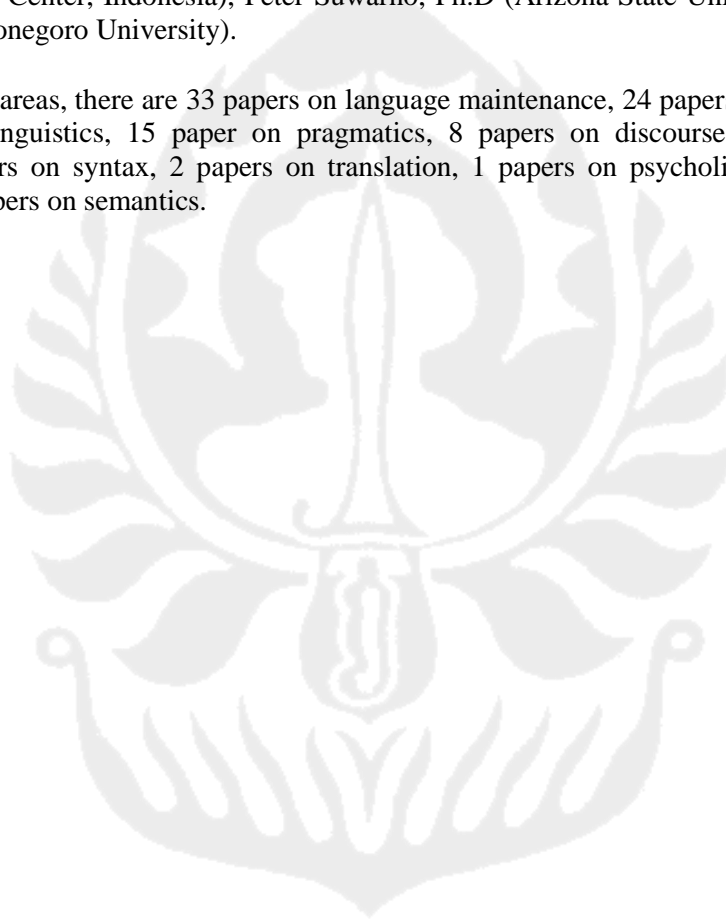 Center, Indonesia), Peter Suwarno, Ph.D (Arizona State Uni
onegoro University).
areas, there are 33 papers on language maintenance, 24 paper
nguistics, 15 paper on pragmatics, 8 papers on discourse
rs on syntax, 2 papers on translation, 1 papers on psycholi
pers on semantics.